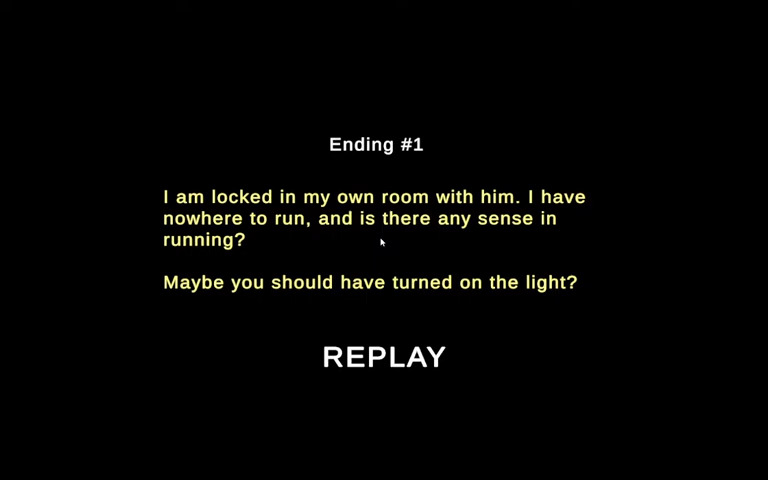 Ending #1
I am locked in my own room with him. I have
nowhere to run, and is there any sense in
running?
Maybe you should have turned on the light?
REPLAY